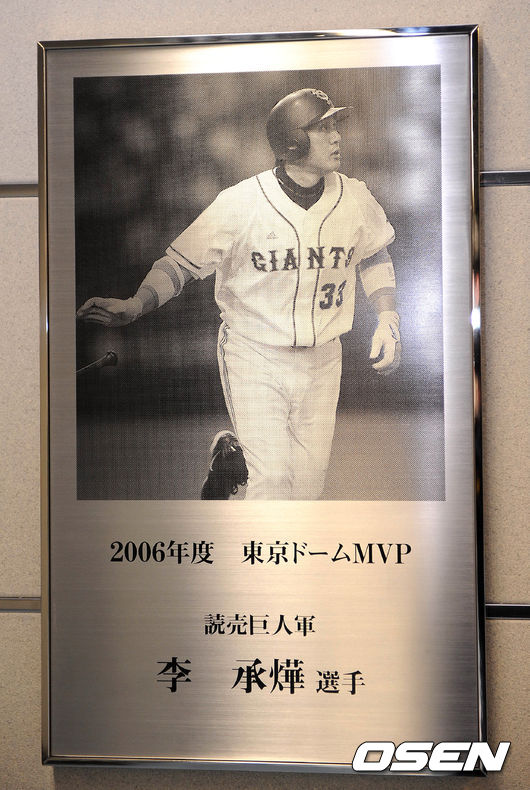 GIANTS
33
2006年度 東京ドームMVP
読売巨人軍
李 承燁 選手
OSEN